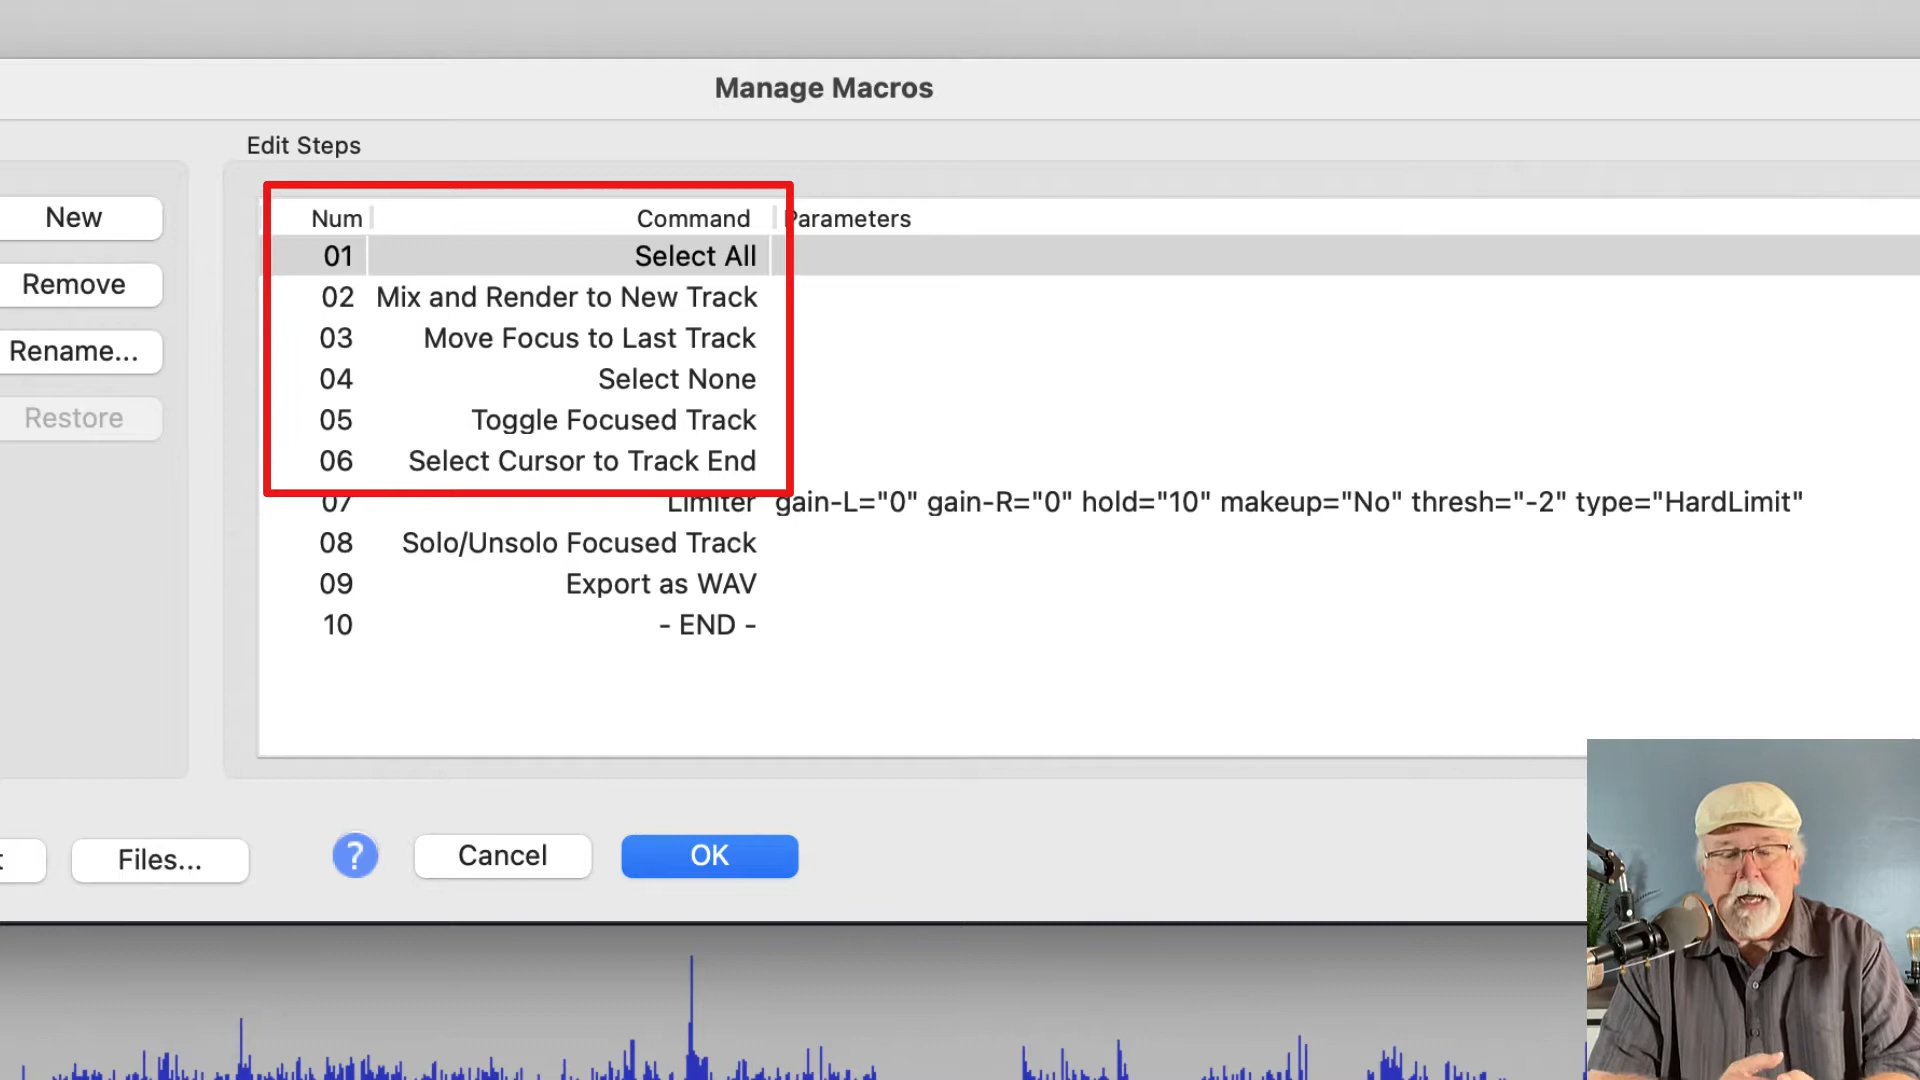 Manage Macros
Edit Steps
New
Remove
Rename...
Restore
Num Command Parameters
01 Select All
02 Mix and Render to New Track
03 Move Focus to Last Track
04 Select None
05 Toggle Focused Track
06 Select Cursor to Track End
07 Limiter gain-L="0" gain-R="0" hold="10" makeup="No" thresh="-2" type="HardLimit"
08 Solo/Unsolo Focused Track
09 Export as WAV
10 - END -
Files...
?
Cancel
OK